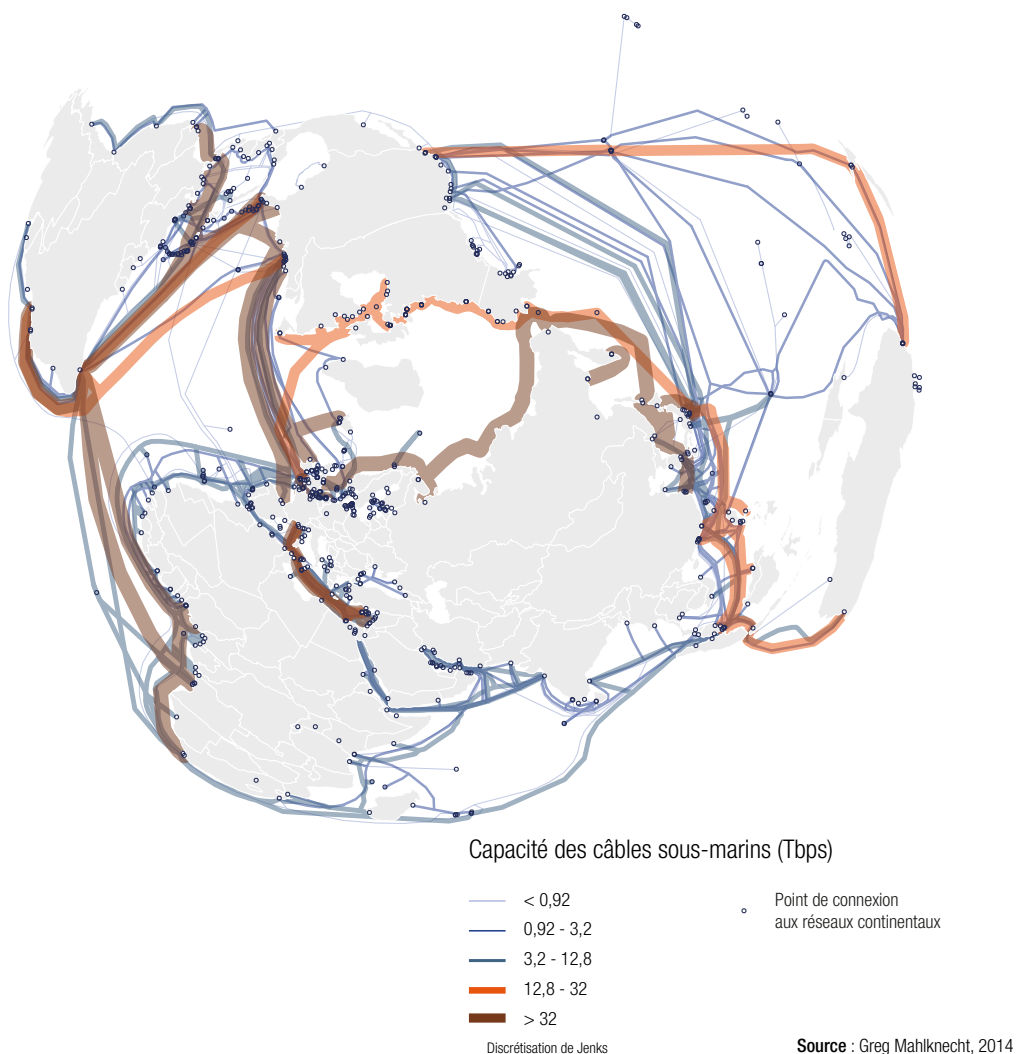 Capacité des câbles sous-marins (Tbps)
< 0,92
0,92 - 3,2
3,2 - 12,8
12,8 - 32
> 32
Point de connexion
aux réseaux continentaux
Discrétisation de Jenks
Source : Greg Mahlknecht, 2014